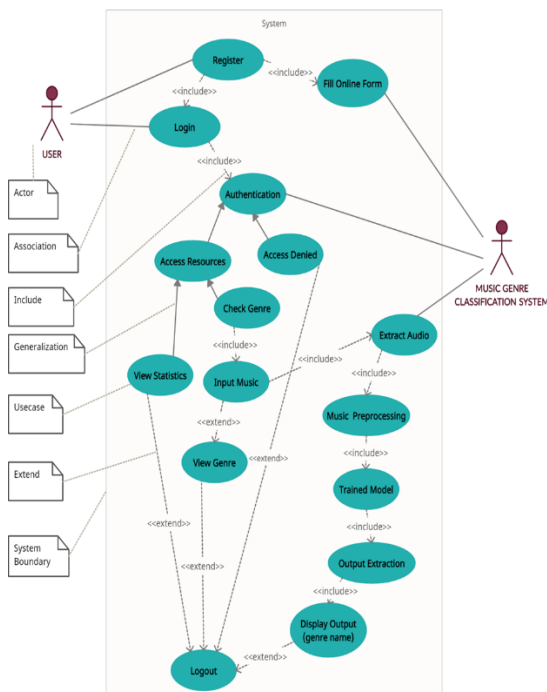 System
Register
<<include>>
Fill Online Form
<<include>>
Login
USER
<<include>>
Actor
Authentication
Association
Access Resources
Access Denied
MUSIC GENRE
CLASSIFICATION SYSTEM
Include
Check Genre
Generalization
<<include>>
<<include>>
Extract Audio
View Statistics
Input Music
<<include>>
Usecase
<<extend>>
Music Preprocessing
View Genre
<<extend>>
<<include>>
Extend
Trained Model
<<extend>>
<<include>>
System
Boundary
<<extend>>
Output Extraction
<<include>>
Display Output
(genre name)
<<extend>>
Logout